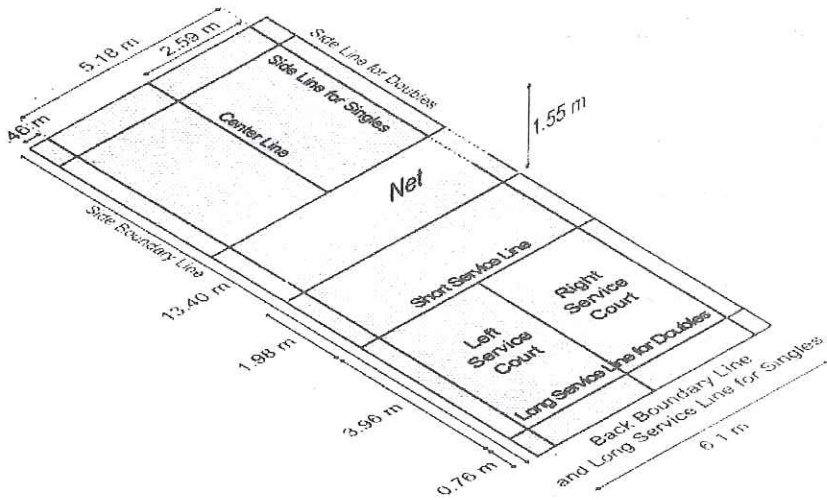 5.18 m
2.59 m
.46 m
Side Line for Doubles
Side Line for Singles
Center Line
1.55 m
Net
Side Boundary Line
13.40 m
Short Service Line
1.98 m
Right
Service
Court
Left
Service
Court
Long Service Line for Doubles
3.96 m
Back Boundary Line
and Long Service Line for Singles
0.76 m
6.1 m